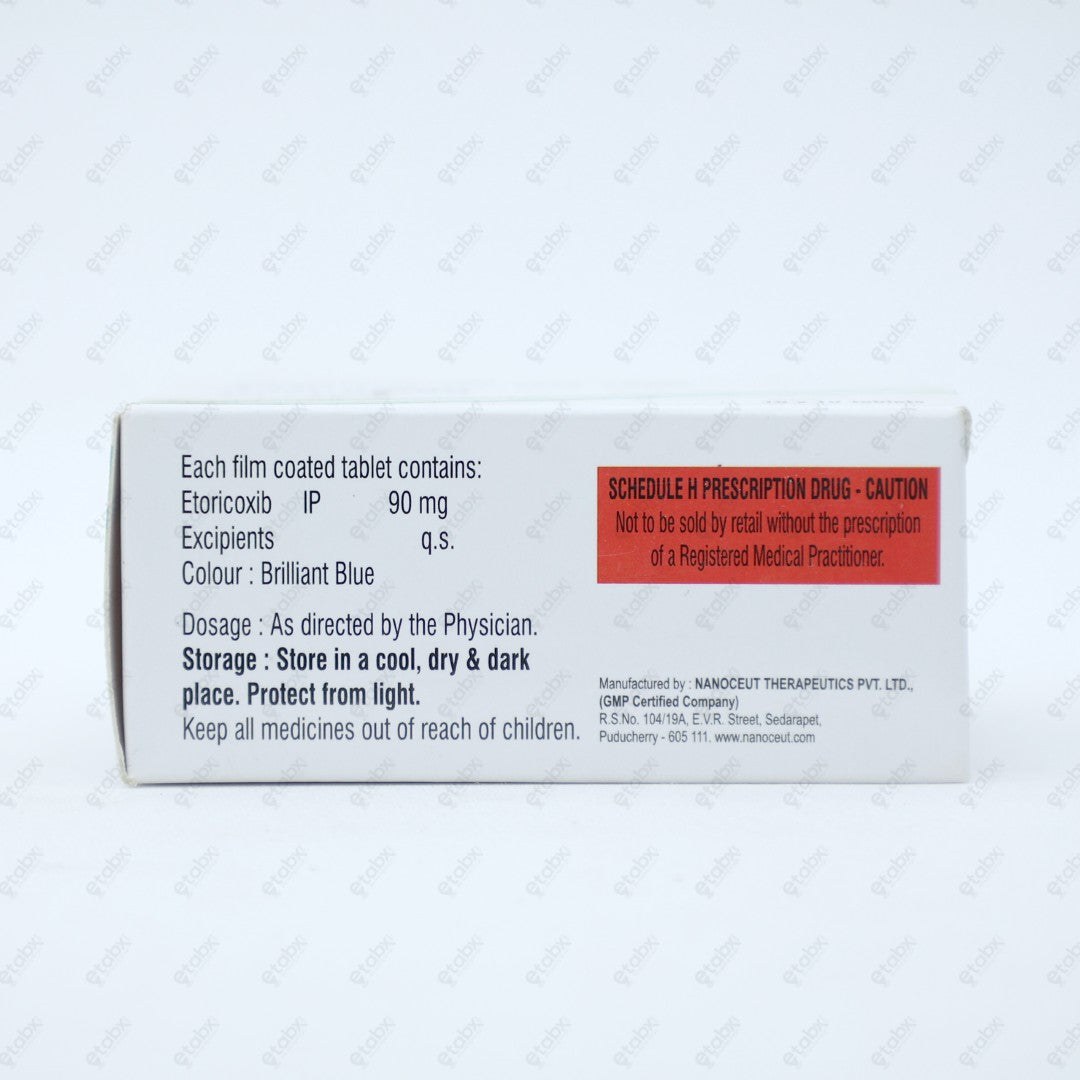 Each film coated tablet contains:
Etoricoxib IP 90 mg
Excipients q.s.
Colour : Brilliant Blue
Dosage : As directed by the Physician.
Storage : Store in a cool, dry & dark
place. Protect from light.
Keep all medicines out of reach of children.
SCHEDULE H PRESCRIPTION DRUG - CAUTION
Not to be sold by retail without the prescription
of a Registered Medical Practitioner.
Manufactured by : NANOCEUT THERAPEUTICS PVT. LTD.,
(GMP Certified Company)
R.S.No. 104/19A, E.V.R. Street, Sedarapet,
Puducherry - 605 111. www.nanoceut.com
etabx